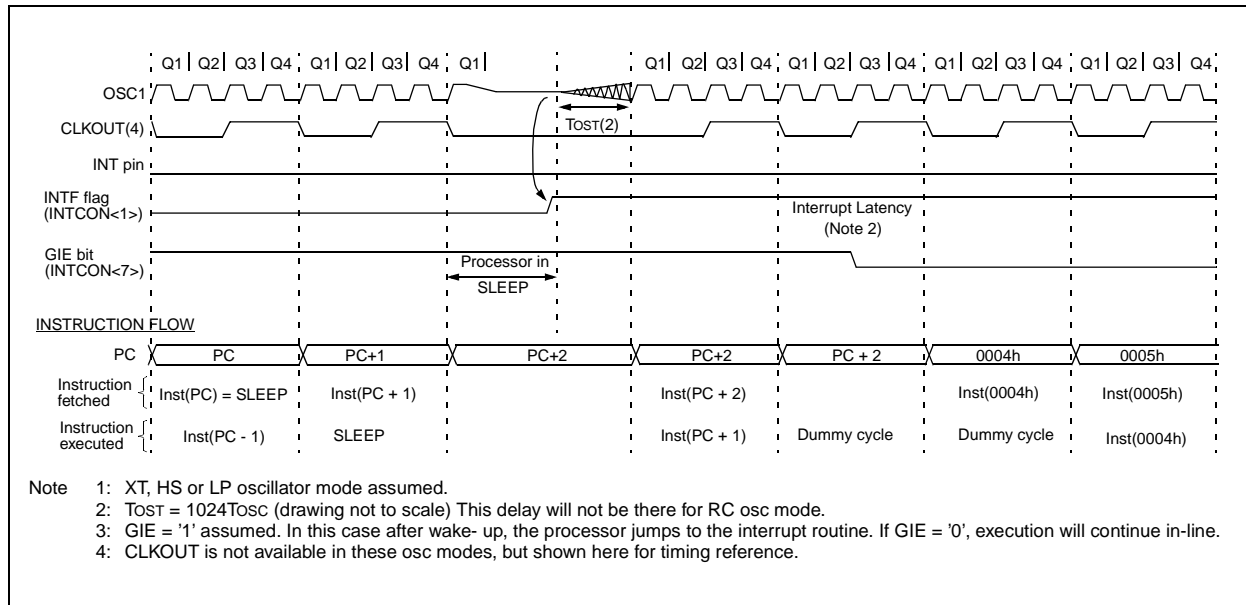 Q1 Q2 Q3 Q4 Q1 Q2 Q3 Q4 Q1 Q1 Q2 Q3 Q4 Q1 Q2 Q3 Q4 Q1 Q2 Q3 Q4 Q1 Q2 Q3 Q4
OSC1
TOST(2)
CLKOUT(4)
INT pin
INTF flag
(INTCON<1>)
Interrupt Latency
(Note 2)
GIE bit
(INTCON<7>)
Processor in
SLEEP
INSTRUCTION FLOW
PC PC PC+1 PC+2 PC+2 PC + 2 0004h 0005h
Instruction
fetched
Inst(PC) = SLEEP Inst(PC + 1) Inst(PC + 2) Inst(0004h) Inst(0005h)
Instruction
executed
Inst(PC - 1) SLEEP Inst(PC + 1) Dummy cycle Dummy cycle Inst(0004h)
Note 1: XT, HS or LP oscillator mode assumed.
2: TOST = 1024TOSC (drawing not to scale) This delay will not be there for RC osc mode.
3: GIE = '1' assumed. In this case after wake- up, the processor jumps to the interrupt routine. If GIE = '0', execution will continue in-line.
4: CLKOUT is not available in these osc modes, but shown here for timing reference.